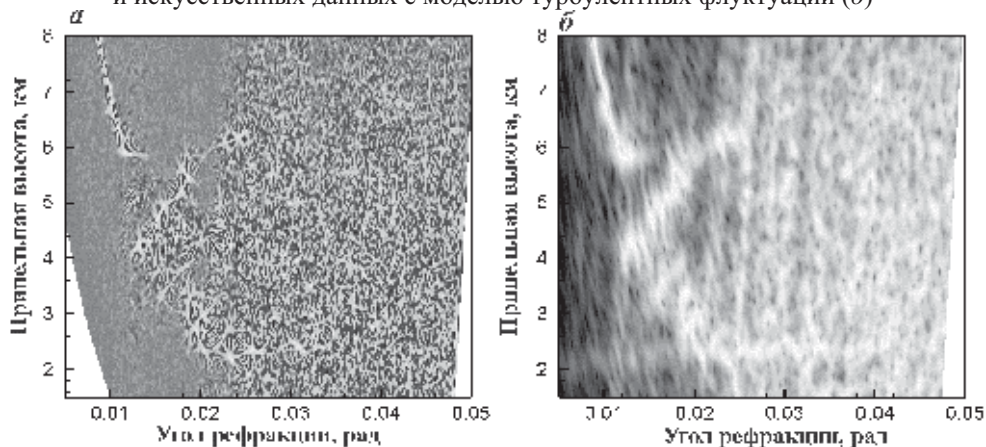 и искусственных данных с моделью турбулентных флуктуаций (б)
а
б
8
7
6
5
4
3
2
8
7
6
5
4
3
2
Прицельная высота, км
Прицельная высота, км
0.01 0.02 0.03 0.04 0.05
0.01 0.02 0.03 0.04 0.05
Угол рефракции, рад
Угол рефракции, рад